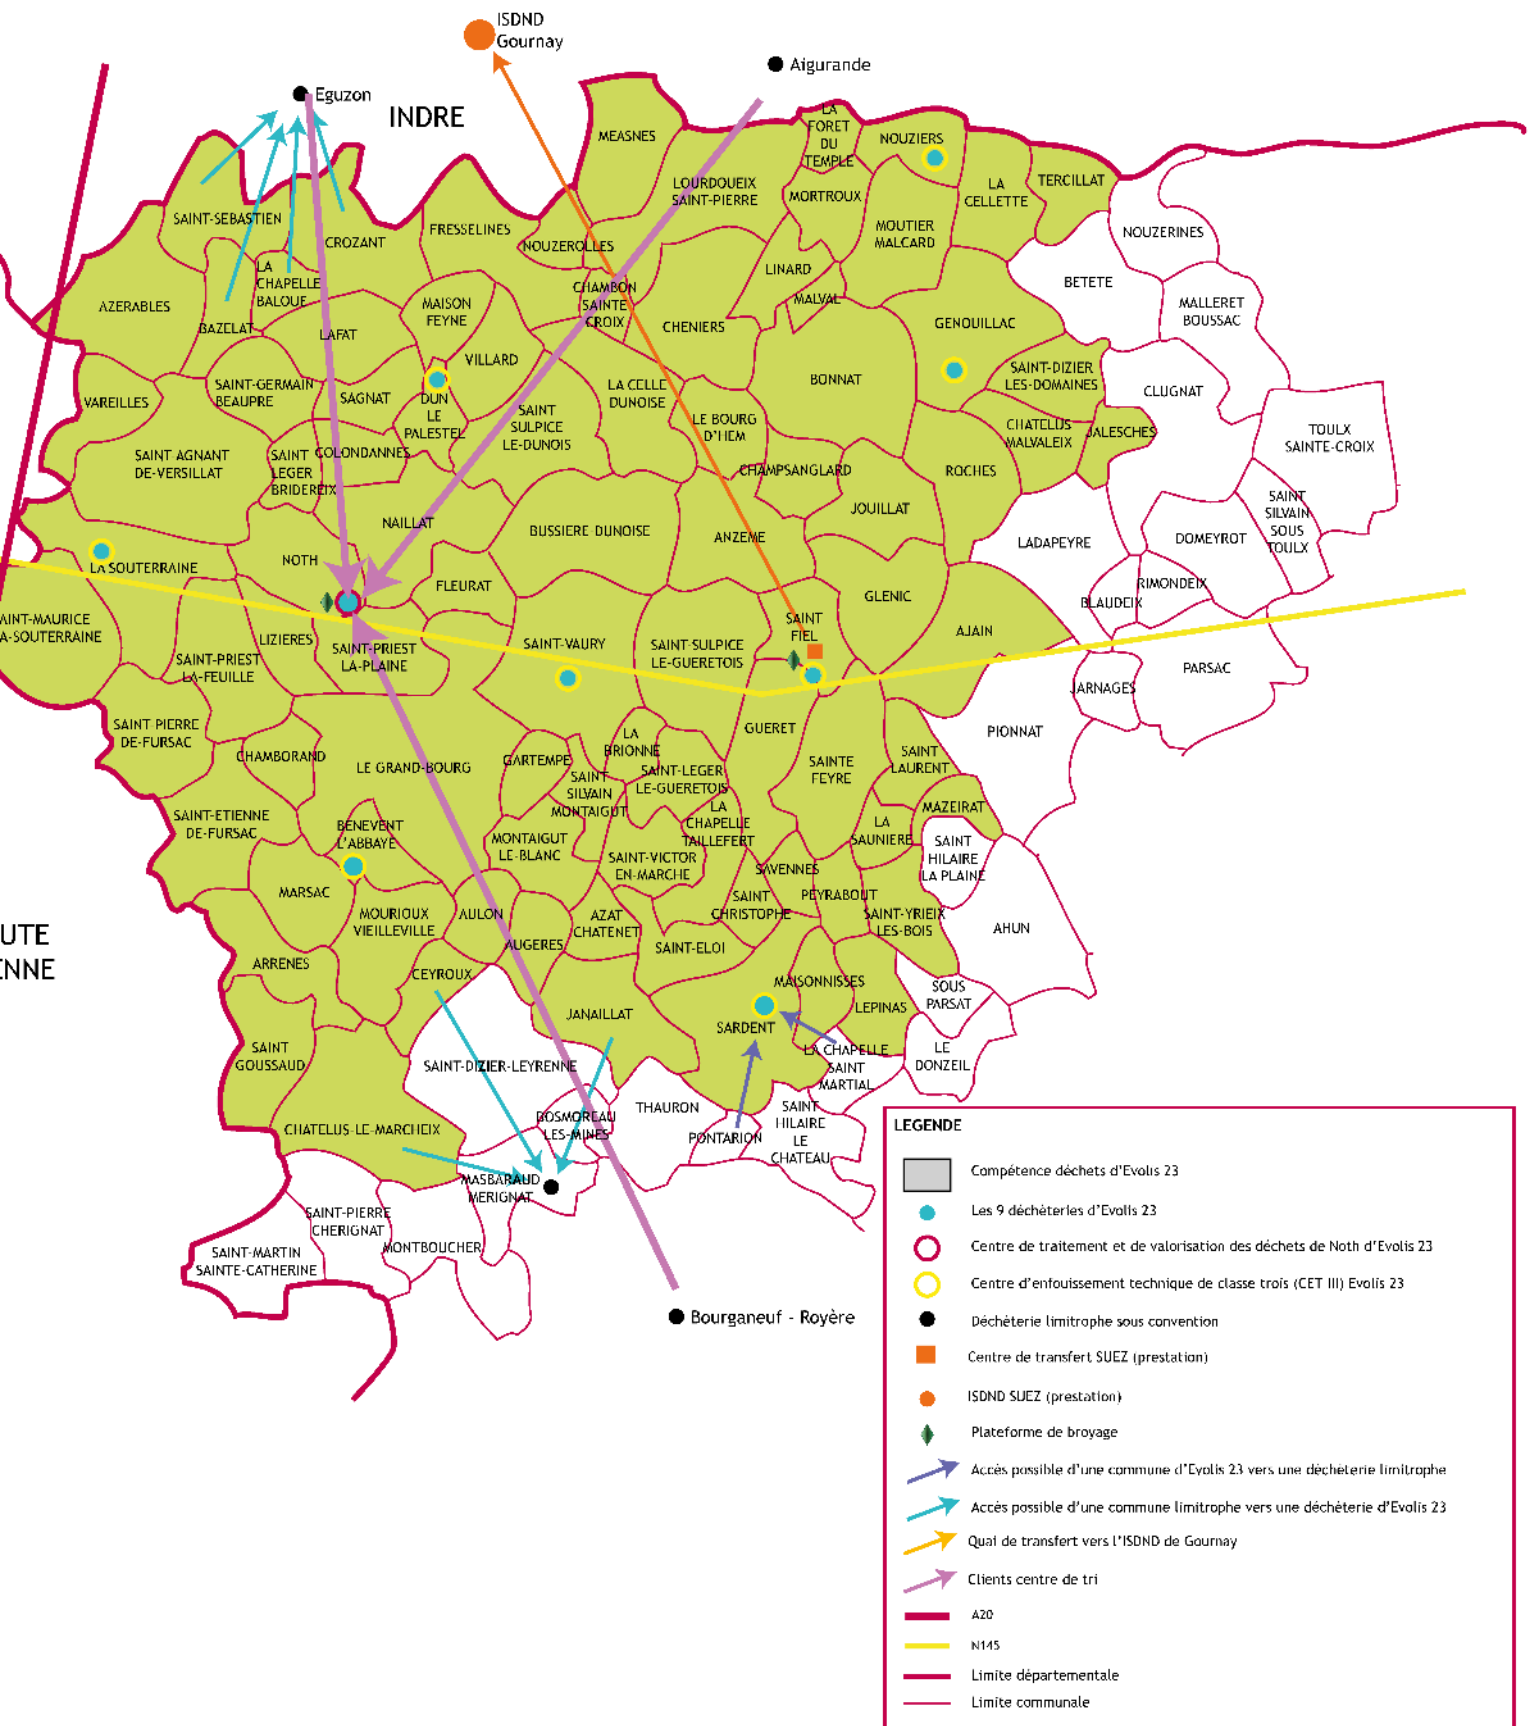 ISDND
Gournay
Aigurande
Eguzon
INDRE
MEASNES
LA
FORET
DU
TEMPLE
NOUZIERS
LOURDOUEIX
SAINT-PIERRE
MORTROUX
LA
CELLETTE
TERCILLAT
SAINT-SEBASTIEN
FRESSELINES
NOUZEROLLES
MOUTIER
MALCARD
NOUZERINES
CROZANT
LA
CHAPELLE
BALOUE
LINARD
BETETE
AZERABLES
MAISON
FEYNE
CHAMBON
SAINTE
CROIX
MALVAL
MALLERET
BOUSSAC
BAZELAT
LAFAT
CHENIERS
GENOUILLAC
VILLARD
SAINT-GERMAIN
BEAUPRE
SAGNAT
DUN
LE
PALESTEL
LA CELLE
DUNOISE
BONNAT
SAINT-DIZIER
LES-DOMAINES
CLUGNAT
VAREILLES
SAINT
SULPICE
LE-DUNOIS
LE BOURG
D'HEM
CHATELUS
MALVALEIX
JALESCHES
TOULX
SAINTE-CROIX
SAINT AGNANT
DE-VERSILLAT
SAINT
LEGER
BRIDEREIX
COLONDANNES
CHAMPSANGLARD
ROCHES
NAILLAT
BUSSIERE-DUNOISE
ANZEME
JOUILLAT
SAINT
SILVAIN
SOUS
TOULX
LADAPEYRE
DOMEYROT
LA SOUTERRAINE
NOTH
FLEURAT
GLENIC
RIMONDEIX
BLAUDEIX
AINT-MAURICE
A-SOUTERRAINE
LIZIERES
SAINT-PRIEST
LA-PLAINE
SAINT-VAURY
SAINT-SULPICE
LE-GUERETOIS
SAINT
FIEL
AJAIN
SAINT-PRIEST
LA-FEUILLE
PARSAC
JARNAGES
SAINT-PIERRE
DE-FURSAC
GUERET
PIONNAT
CHAMBORAND
LE GRAND-BOURG
GARTEMPE
LA
BRIONNE
SAINT
SILVAIN
MONTAIGUT
SAINT-LEGER
LE-GUERETOIS
SAINTE
FEYRE
SAINT
LAURENT
MAZEIRAT
SAINT-ETIENNE
DE-FURSAC
BENEVENT
L'ABBAYE
MONTAIGUT
LE-BLANC
LA
CHAPELLE
TAILLEFERT
LA
SAUNIERE
SAINT
HILAIRE
LA PLAINE
SAINT-VICTOR
EN-MARCHE
SAVENNES
MARSAC
PEYRABOUT
MOURIOUX
VIEILLEVILLE
AULON
AZAT
CHATENET
SAINT
CHRISTOPHE
SAINT-YRIEIX
LES-BOIS
AHUN
UTE
ENNE
AUGERES
SAINT-ELOI
ARRENES
CEYROUX
MAISONNISSES
SOUS
PARSAT
JANAILLAT
SARDENT
LEPINAS
SAINT
GOUSSAUD
SAINT-DIZIER-LEYRENNE
LA CHAPELLE
SAINT
MARTIAL
LE
DONZEIL
BOSMOREAU
LES-MINES
THAURON
PONTARION
SAINT
HILAIRE
LE
CHATEAU
CHATELUS-LE-MARCHEIX
MASBARAUD
MERIGNAT
SAINT-PIERRE
CHERIGNAT
MONTBOUCHER
SAINT-MARTIN
SAINTE-CATHERINE
Bourganeuf - Royère
LEGENDE
Compétence déchets d'Evolis 23
Les 9 déchèteries d'Evolis 23
Centre de traitement et de valorisation des déchets de Noth d'Evolis 23
Centre d'enfouissement technique de classe trois (CET III) Evolis 23
Déchèterie limitrophe sous convention
Centre de transfert SUEZ (prestation)
ISDND SUEZ (prestation)
Plateforme de broyage
Accès possible d'une commune d'Evolis 23 vers une déchèterie limitrophe
Accès possible d'une commune limitrophe vers une déchèterie d'Evolis 23
Quai de transfert vers l'ISDND de Gournay
Clients centre de tri
A20
N145
Limite départementale
Limite communale